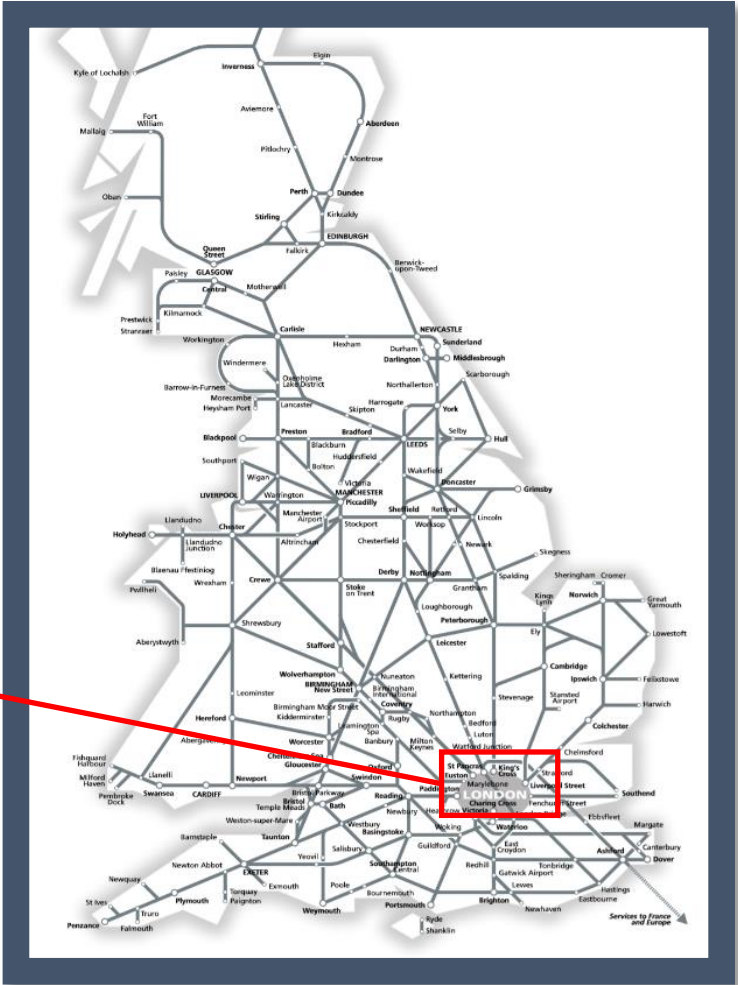 Elgin
Inverness
Kyle of Lochalsh
Aviemore
Fort
William
Aberdeen
Mallaig
Pitlochry
Montrose
Perth
Dundee
Oban
Stirling
Kirkcaldy
EDINBURGH
Falkirk
Queen
Street
GLASGOW
Central
Paisley
Motherwell
Berwick-
upon-Tweed
Prestwick
Stranraer
Kilmarnock
Carlisle
NEWCASTLE
Workington
Hexham
Sunderland
Durham
Darlington
Middlesbrough
Windermere
Oxenholme
Lake District
Scarborough
Barrow-in-Furness
Northallerton
Morecambe
Heysham Port
Lancaster
Harrogate
York
Skipton
Blackpool
Preston
Bradford
LEEDS
Selby
Hull
Blackburn
Huddersfield
Southport
Bolton
Wakefield
Wigan
Victoria
MANCHESTER
Piccadilly
Doncaster
Grimsby
LIVERPOOL
Warrington
Manchester
Airport
Sheffield
Retford
Llandudno
Chester
Stockport
Worksop
Lincoln
Holyhead
Llandudno
Junction
Altrincham
Chesterfield
Newark
Skegness
Blaenau Ffestiniog
Wrexham
Crewe
Stoke
on Trent
Derby
Nottingham
Grantham
Spalding
Sheringham
Cromer
Pwllheli
Kings
Lynn
Norwich
Great
Yarmouth
Loughborough
Peterborough
Shrewsbury
Ely
Lowestoft
Aberystwyth
Stafford
Leicester
Wolverhampton
BIRMINGHAM
New Street
Nuneaton
Birmingham
International
Kettering
Cambridge
Ipswich
Felixstowe
Leominster
Stevenage
Stansted
Airport
Harwich
Birmingham Moor Street
Kidderminster
Coventry
Rugby
Northampton
Hereford
Leamington
Spa
Bedford
Colchester
Worcester
Banbury
Milton
Keynes
Luton
Watford Junction
Chelmsford
Fishguard
Harbour
Gloucester
Oxford
St Pancras
King's
Cross
Euston
Stratford
Milford
Haven
Llanelli
Newport
Swindon
Marylebone
Liverpool Street
Paddington
LONDON
Southend
Pembroke
Dock
Swansea
CARDIFF
Bristol Parkway
Bristol
Temple Meads
Bath
Reading
Charing Cross
Fenchurch Street
Heathrow
Victoria
Newbury
Waterloo
Ebbsfleet
Weston-super-Mare
Westbury
Basingstoke
Woking
Margate
Barnstaple
Taunton
Guildford
East
Croydon
Canterbury
Salisbury
Ashford
Dover
Newton Abbot
Yeovil
Southampton
Central
Redhill
Gatwick Airport
Tonbridge
EXETER
Newquay
Exmouth
Poole
Lewes
Torquay
Paignton
Bournemouth
Hastings
Eastbourne
St Ives
Plymouth
Weymouth
Portsmouth
Brighton
Newhaven
Truro
Penzance
Falmouth
Ryde
Shanklin
Services to France
and Europe